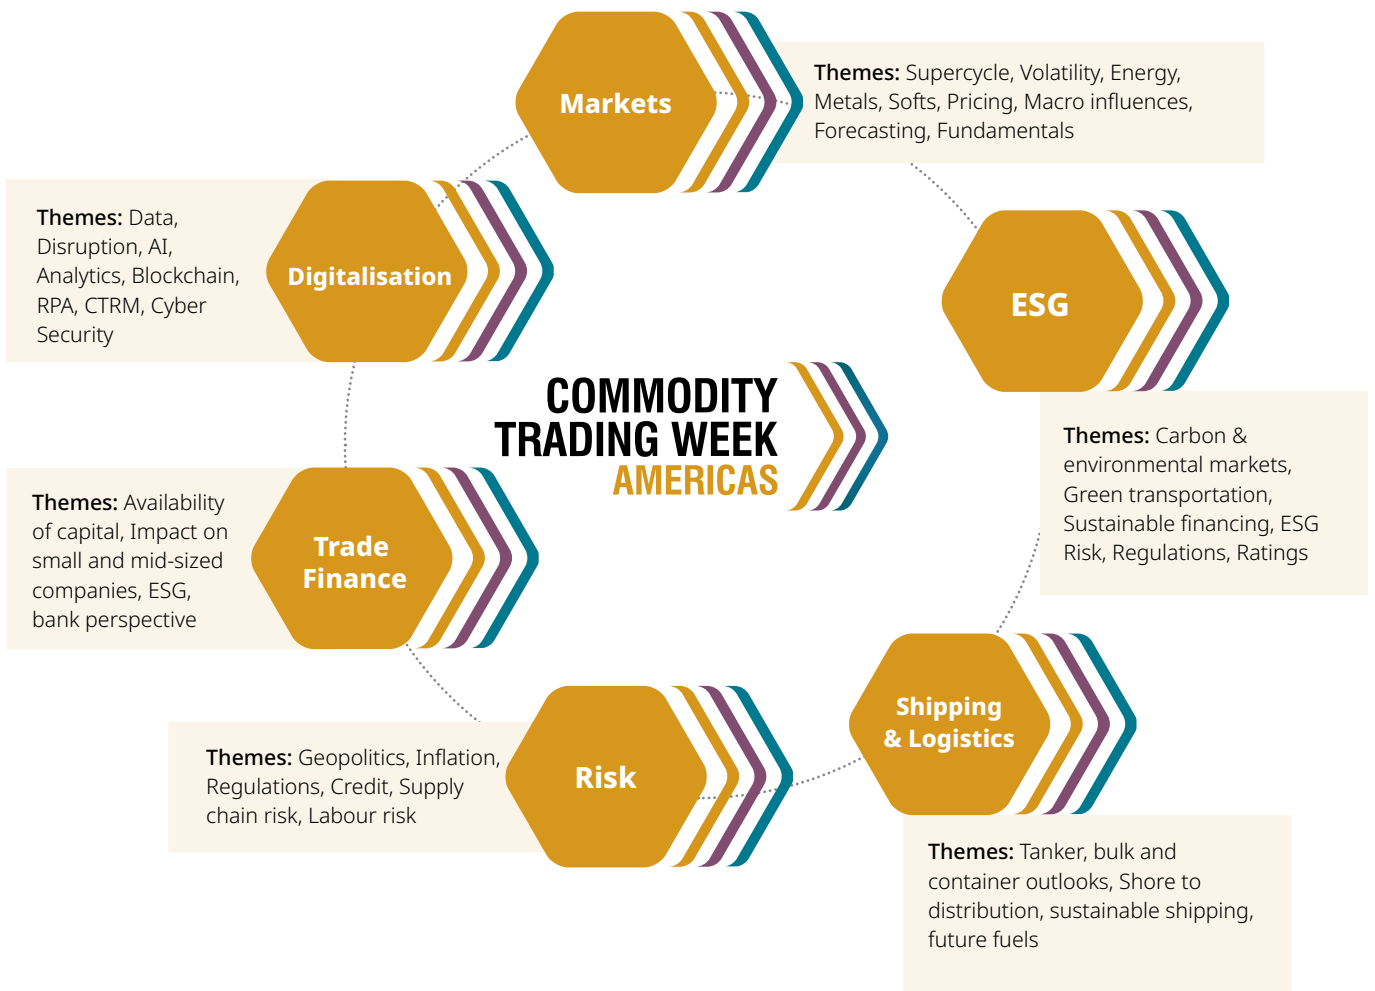 Markets
Themes: Supercycle, Volatility, Energy,
Metals, Softs, Pricing, Macro influences,
Forecasting, Fundamentals
Themes: Data,
Disruption, AI,
Analytics, Blockchain,
RPA, CTRM, Cyber
Security
Digitalisation
ESG
Themes: Carbon &
environmental markets,
Green transportation,
Sustainable financing, ESG
Risk, Regulations, Ratings
COMMODITY
TRADING WEEK
AMERICAS
Themes: Availability
of capital, Impact on
small and mid-sized
companies, ESG,
bank perspective
Trade
Finance
Shipping
& Logistics
Themes: Tanker, bulk and
container outlooks, Shore to
distribution, sustainable shipping,
future fuels
Themes: Geopolitics, Inflation,
Regulations, Credit, Supply
chain risk, Labour risk
Risk